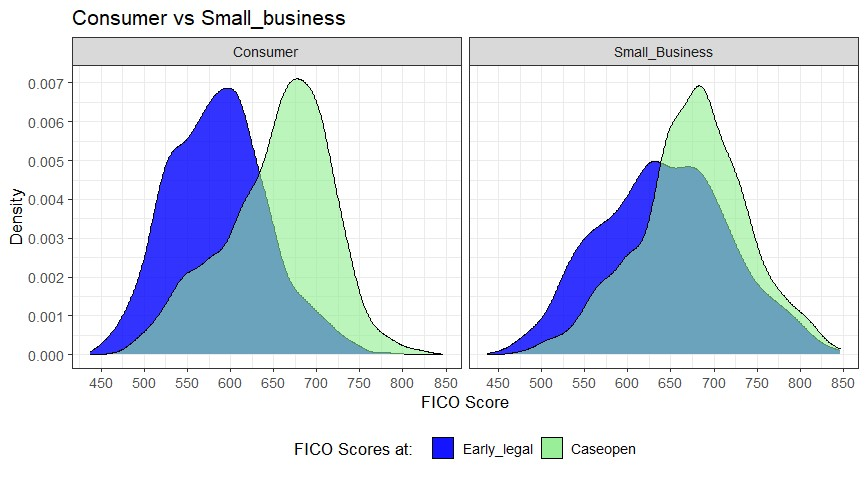 Consumer vs Small_business
Consumer
Small_Business
0.007
0.006
0.005
0.004
0.003
0.002
0.001
0.000
Density
450 500 550 600 650 700 750 800 850
450 500 550 600 650 700 750 800 850
FICO Score
FICO Scores at: Early_legal Caseopen